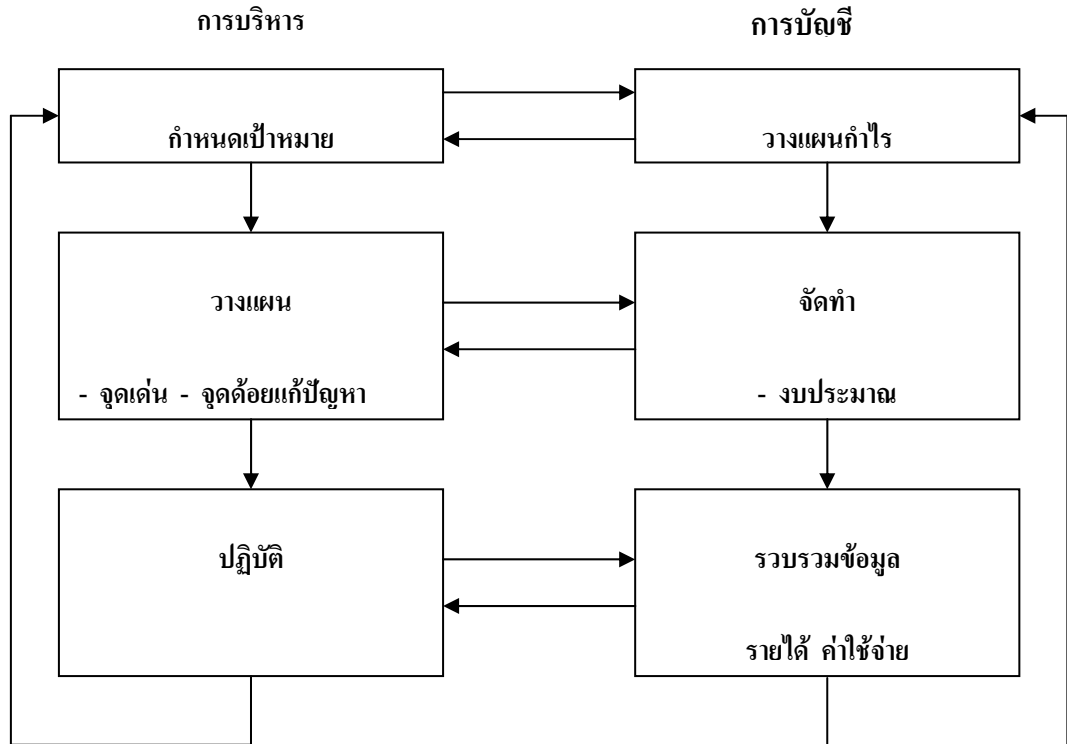 การบริหาร
การบัญชี
กำหนดเป้าหมาย
วางแผนกำไร
วางแผน
- จุดเด่น - จุดด้อยแก้ปัญหา
จัดทำ
- งบประมาณ
ปฏิบัติ
รวบรวมข้อมูล
รายได้ ค่าใช้จ่าย